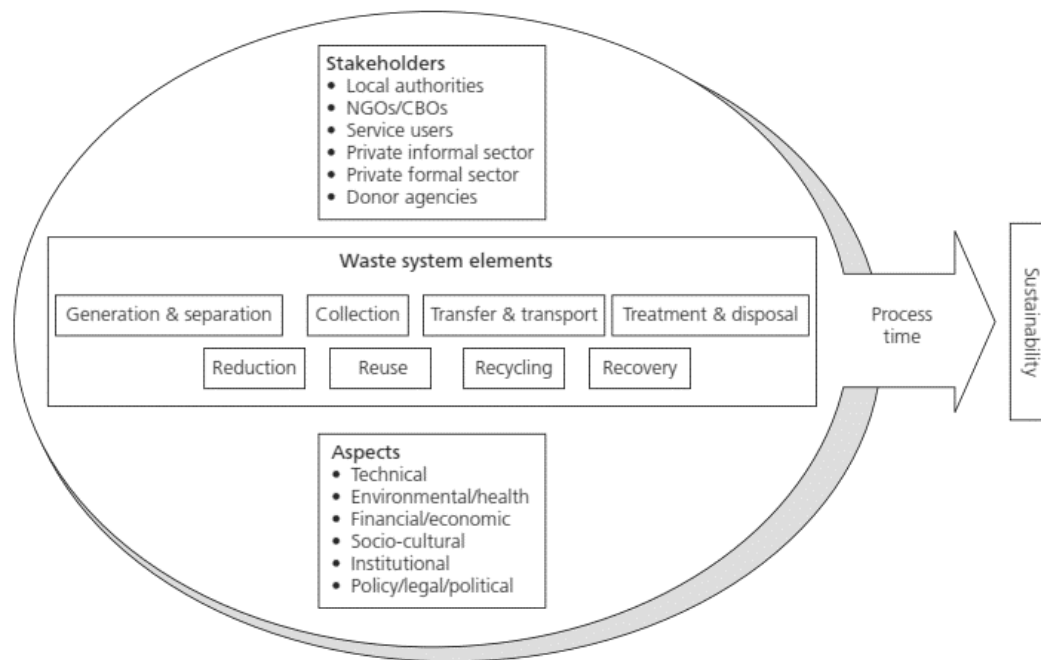 Stakeholders
• Local authorities
• NGOs/CBOs
• Service users
• Private informal sector
• Private formal sector
• Donor agencies
Waste system elements
Generation & separation
Collection
Transfer & transport
Treatment & disposal
Reduction
Reuse
Recycling
Recovery
Aspects
• Technical
• Environmental/health
• Financial/economic
• Socio-cultural
• Institutional
• Policy/legal/political
Process
time
Sustainability